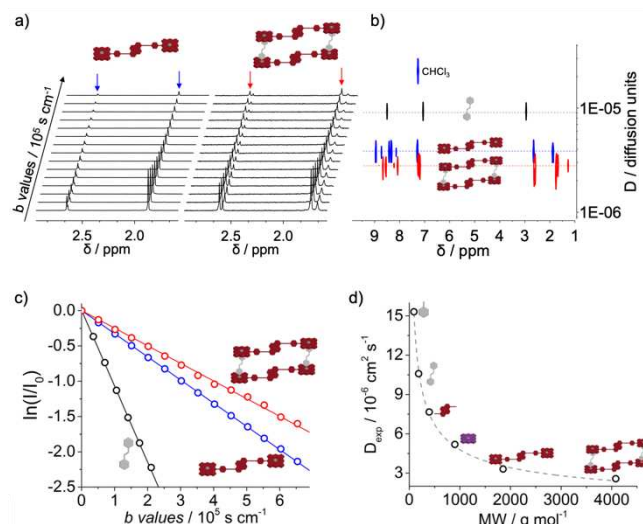 a)
b values / 10⁵ s cm⁻¹
2.5 2.0 2.5 2.0
δ / ppm δ / ppm
b)
CHCl₃
1E-05
1E-06
D / diffusion units
9 8 7 6 5 4 3 2 1
δ / ppm
c)
ln(I/I₀)
0.0
-0.5
-1.0
-1.5
-2.0
-2.5
0 1 2 3 4 5 6
b values / 10⁵ s cm⁻¹
d)
D_exp / 10⁻⁶ cm² s⁻¹
15
12
9
6
3
0 1000 2000 3000 4000
MW / g mol⁻¹